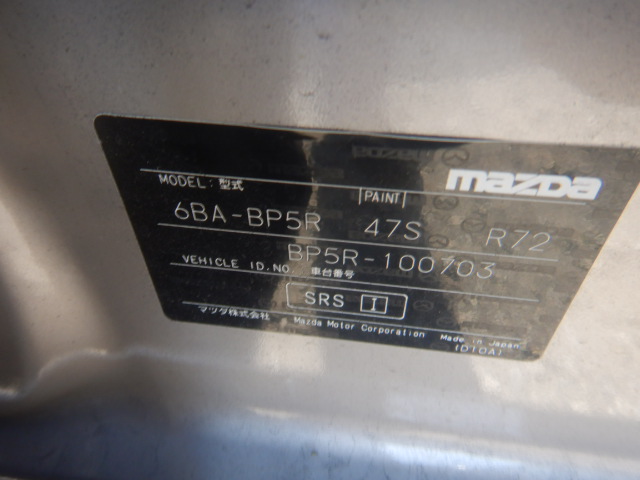 mazda
MODEL: 型式 PAINT
6BA-BP5R 47S R72
VEHICLE ID.NO. 車台番号 BP5R-100703
SRS I
マツダ株式会社 Mazda Motor Corporation Made in Japan
(D10A)